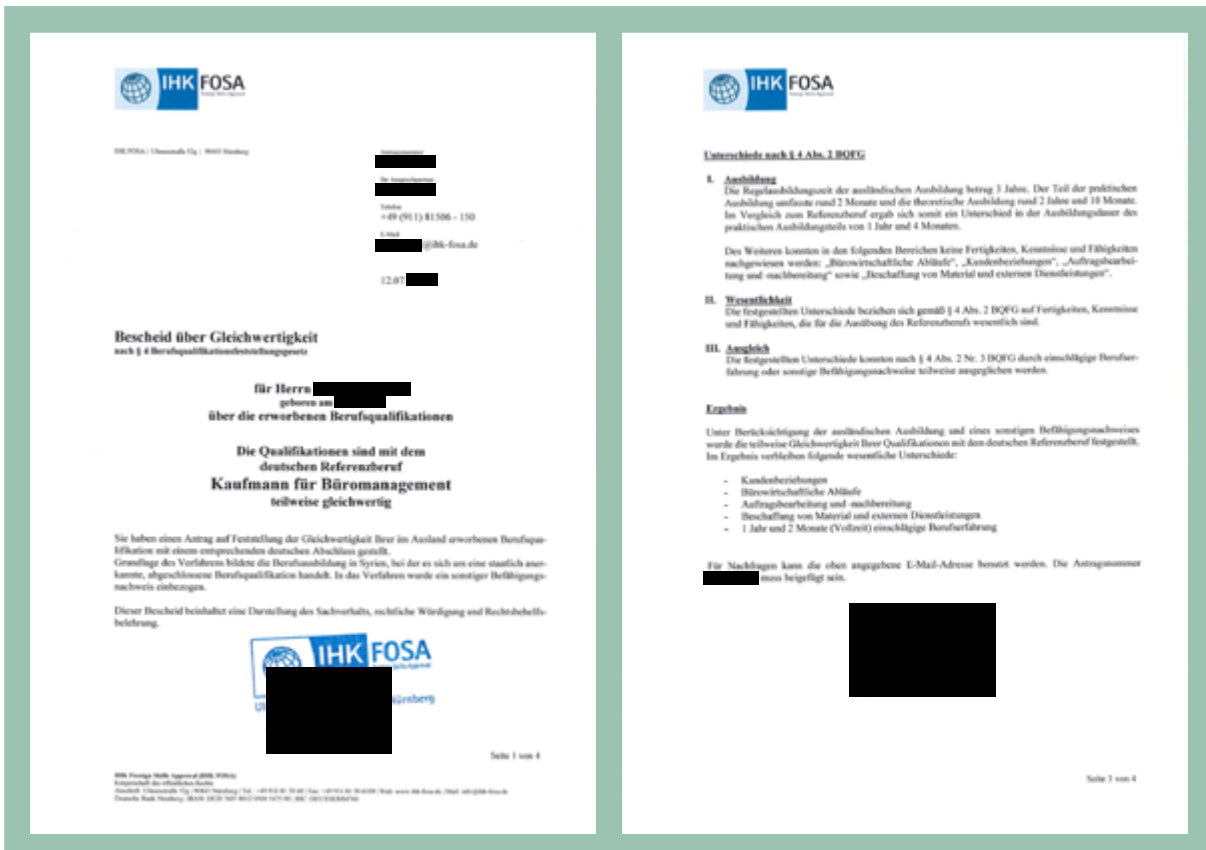 IHK FOSA
IHK FOSA | Ulmenstraße 52g | 90443 Nürnberg
Antragsnummer
Ihr Ansprechpartner
Telefon
+49 (911) 81506 - 150
E-Mail
@ihk-fosa.de
12.07.
Bescheid über Gleichwertigkeit
nach § 4 Berufsqualifikationsfeststellungsgesetz
für Herrn
geboren am
über die erworbenen Berufsqualifikationen
Die Qualifikationen sind mit dem
deutschen Referenzberuf
Kaufmann für Büromanagement
teilweise gleichwertig
Sie haben einen Antrag auf Feststellung der Gleichwertigkeit Ihrer im Ausland erworbenen Berufsqua-
lifikation mit einem entsprechenden deutschen Abschluss gestellt.
Grundlage des Verfahrens bildete die Berufsausbildung in Syrien, bei der es sich um eine staatlich aner-
kannte, abgeschlossene Berufsqualifikation handelt. In das Verfahren wurde ein sonstiger Befähigungs-
nachweis einbezogen.
Dieser Bescheid beinhaltet eine Darstellung des Sachverhalts, rechtliche Würdigung und Rechtsbehelfs-
belehrung.
IHK FOSA
Nürnberg
Seite 1 von 4
IHK Foreign Skills Approval (IHK FOSA)
Körperschaft des öffentlichen Rechts
IHK FOSA
Unterschiede nach § 4 Abs. 2 BQFG
I. Ausbildung
Die Regelausbildungszeit der ausländischen Ausbildung betrug 3 Jahre. Der Teil der praktischen
Ausbildung umfasste rund 2 Monate und die theoretische Ausbildung rund 2 Jahre und 10 Monate.
Im Vergleich zum Referenzberuf ergab sich somit ein Unterschied in der Ausbildungsdauer des
praktischen Ausbildungsteils von 1 Jahr und 4 Monaten.
Des Weiteren konnten in den folgenden Bereichen keine Fertigkeiten, Kenntnisse und Fähigkeiten
nachgewiesen werden: „Bürowirtschaftliche Abläufe“, „Kundenbeziehungen“, „Auftragsbearbei-
tung und -nachbereitung“ sowie „Beschaffung von Material und externen Dienstleistungen“.
II. Wesentlichkeit
Die festgestellten Unterschiede beziehen sich gemäß § 4 Abs. 2 BQFG auf Fertigkeiten, Kenntnisse
und Fähigkeiten, die für die Ausübung des Referenzberufs wesentlich sind.
III. Ausgleich
Die festgestellten Unterschiede konnten nach § 4 Abs. 2 Nr. 3 BQFG durch einschlägige Berufser-
fahrung oder sonstige Befähigungsnachweise teilweise ausgeglichen werden.
Ergebnis
Unter Berücksichtigung der ausländischen Ausbildung und eines sonstigen Befähigungsnachweises
wurde die teilweise Gleichwertigkeit Ihrer Qualifikationen mit dem deutschen Referenzberuf festgestellt.
Im Ergebnis verbleiben folgende wesentliche Unterschiede:
- Kundenbeziehungen
- Bürowirtschaftliche Abläufe
- Auftragsbearbeitung und -nachbereitung
- Beschaffung von Material und externen Dienstleistungen
- 1 Jahr und 2 Monate (Vollzeit) einschlägige Berufserfahrung
Für Nachfragen kann die oben angegebene E-Mail-Adresse benutzt werden. Die Antragsnummer
muss beigefügt sein.
Seite 3 von 4